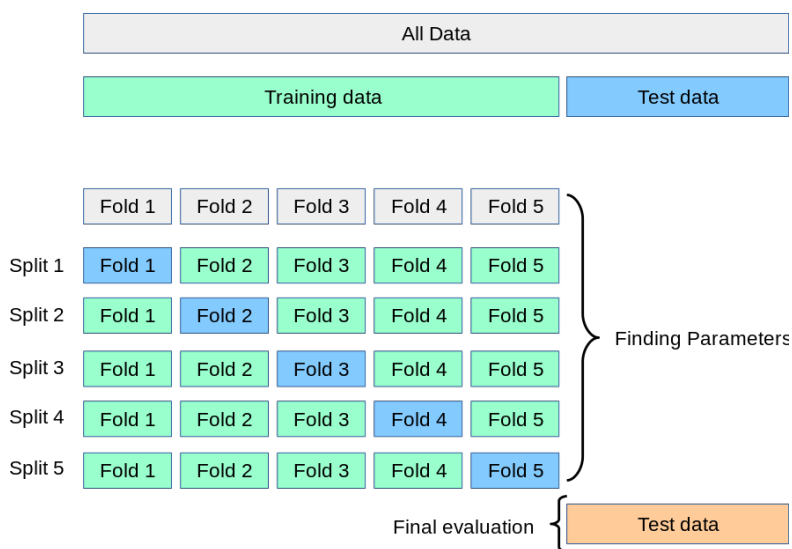 All Data
Training data Test data
Fold 1 Fold 2 Fold 3 Fold 4 Fold 5
Split 1 Fold 1 Fold 2 Fold 3 Fold 4 Fold 5
Split 2 Fold 1 Fold 2 Fold 3 Fold 4 Fold 5
Finding Parameters
Split 3 Fold 1 Fold 2 Fold 3 Fold 4 Fold 5
Split 4 Fold 1 Fold 2 Fold 3 Fold 4 Fold 5
Split 5 Fold 1 Fold 2 Fold 3 Fold 4 Fold 5
Final evaluation Test data